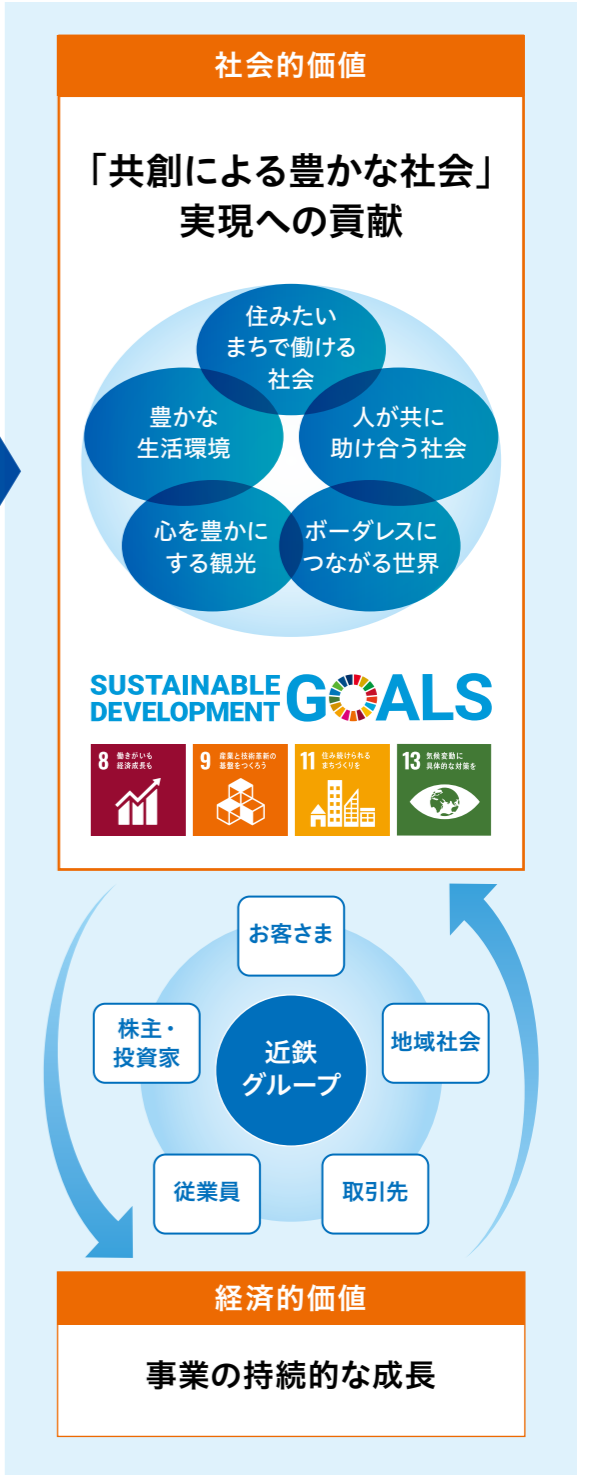 社会的価値
「共創による豊かな社会」
実現への貢献
住みたい
まちで働ける
社会
豊かな
生活環境
人が共に
助け合う社会
心を豊かに
する観光
ボーダレスに
つながる世界
SUSTAINABLE
DEVELOPMENT
GOALS
8 働きがいも
経済成長も
9 産業と技術革新の
基盤をつくろう
11 住み続けられる
まちづくりを
13 気候変動に
具体的な対策を
お客さま
株主・
投資家
近鉄
グループ
地域社会
従業員
取引先
経済的価値
事業の持続的な成長